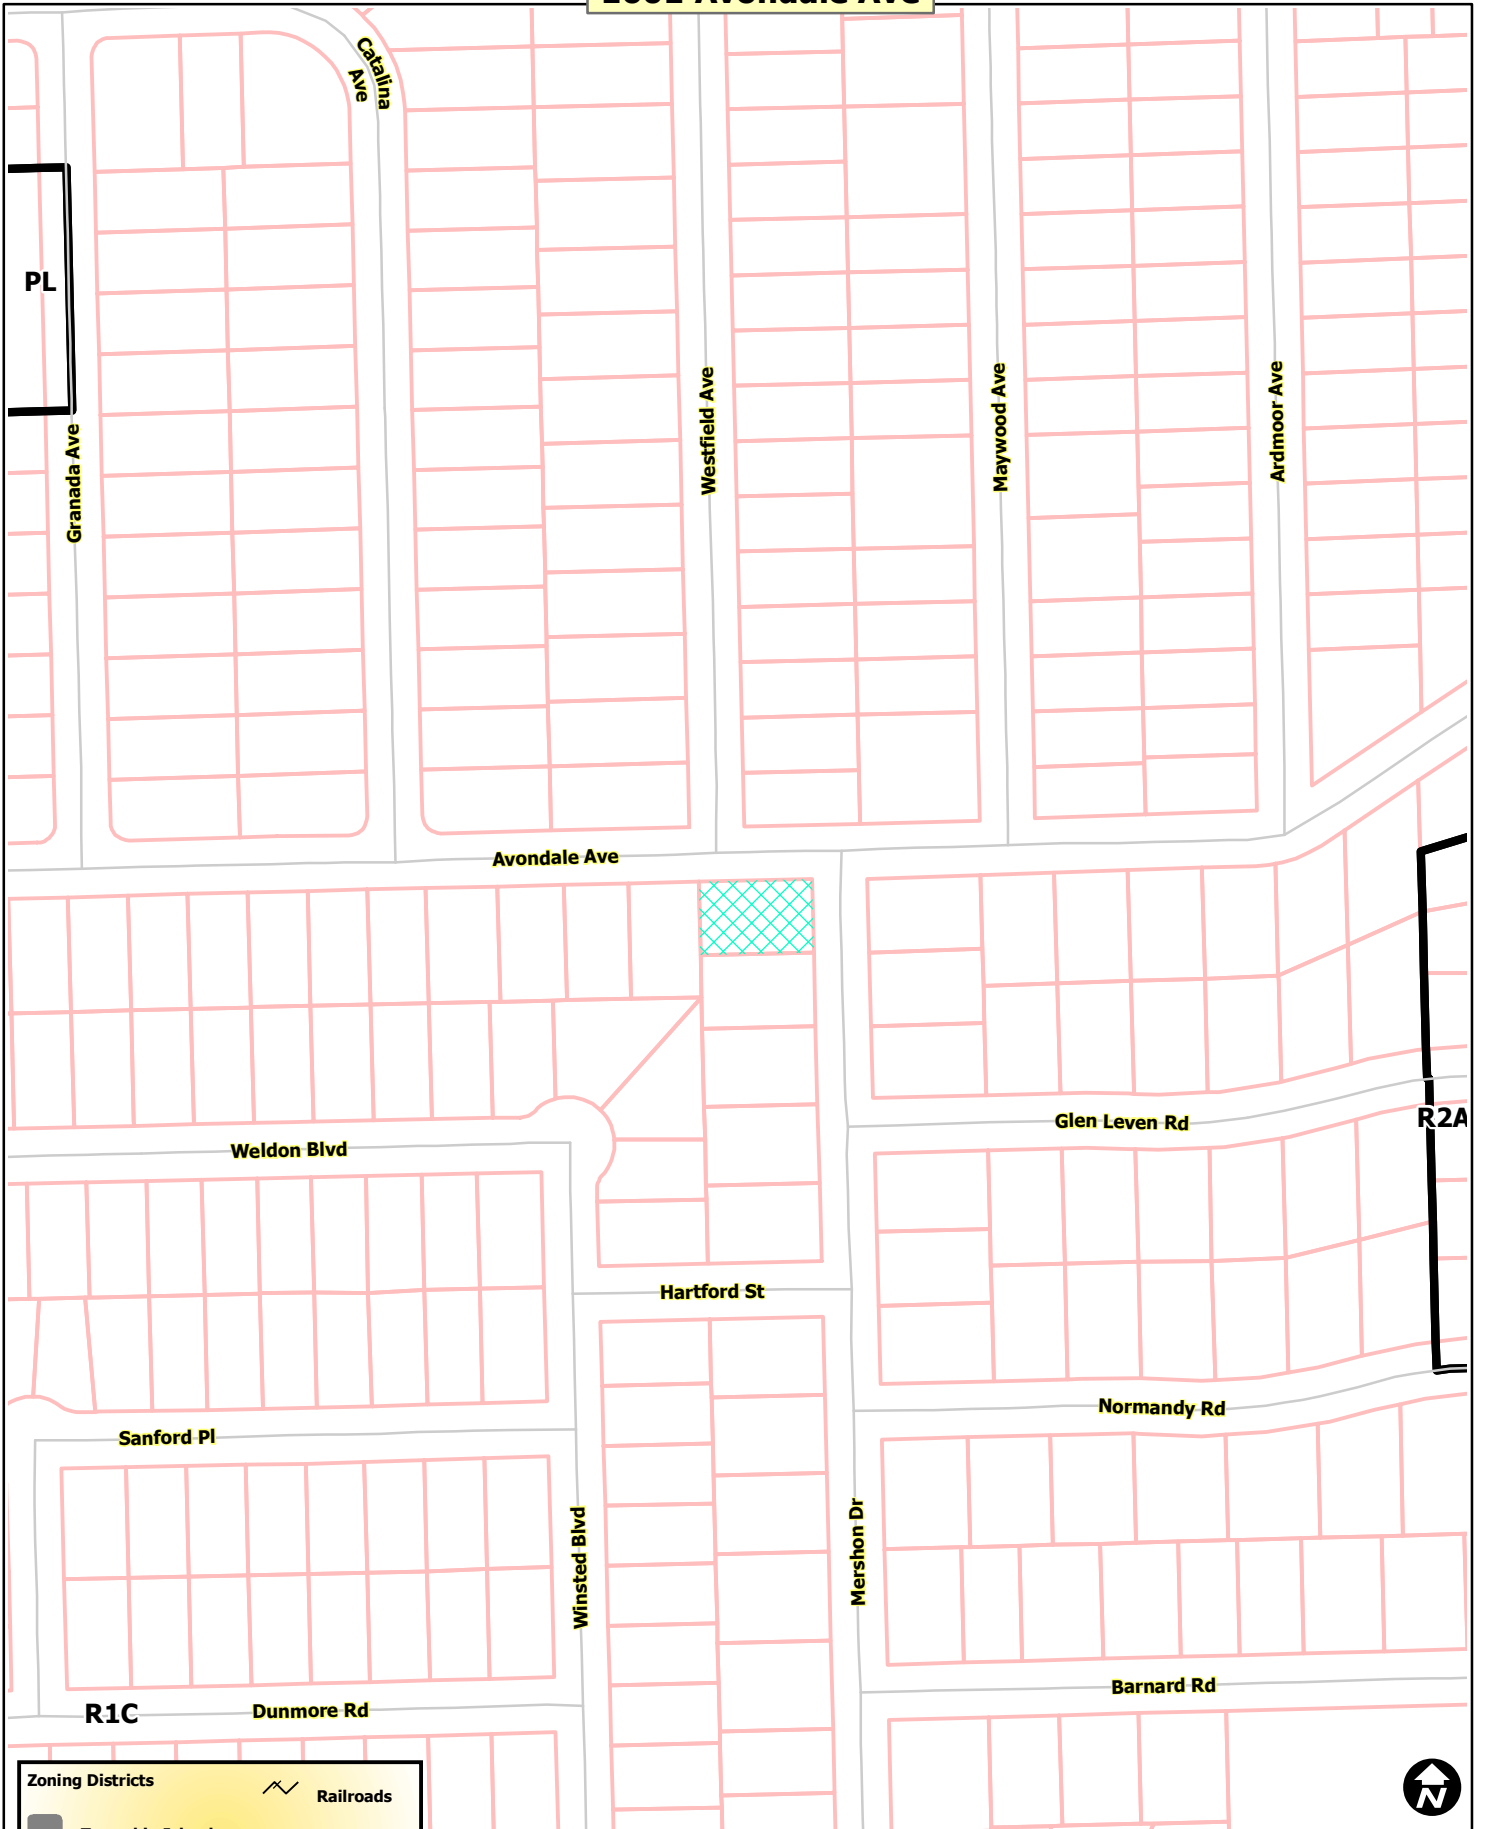 Catalina
Ave
PL
Granada Ave
Westfield Ave
Maywood Ave
Ardmoor Ave
Avondale Ave
Weldon Blvd
Glen Leven Rd
R2A
Hartford St
Normandy Rd
Sanford Pl
Winsted Blvd
Mershon Dr
Barnard Rd
R1C
Dunmore Rd
Zoning Districts
Railroads
N